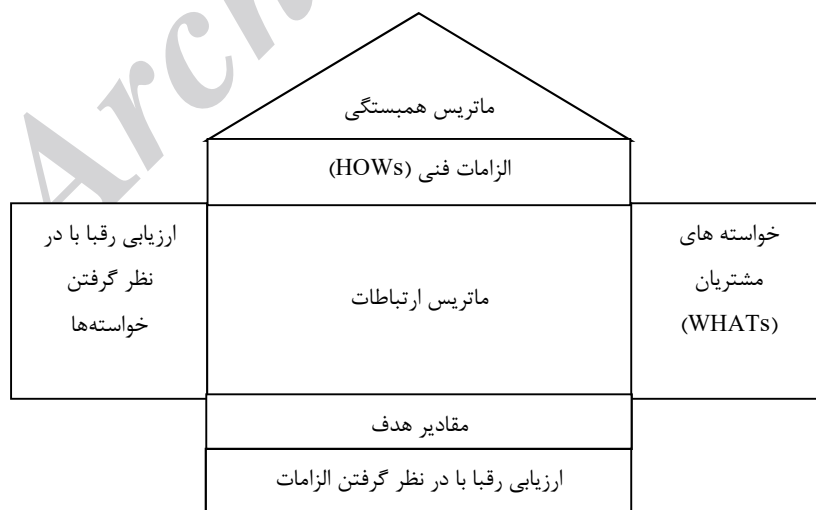 Arch
ماتریس همبستگی
الزامات فنی (HOWs)
خواسته های
مشتریان
(WHATs)
ماتریس ارتباطات
ارزیابی رقبا با در
نظر گرفتن
خواسته‌ها
مقادیر هدف
ارزیابی رقبا با در نظر گرفتن الزامات